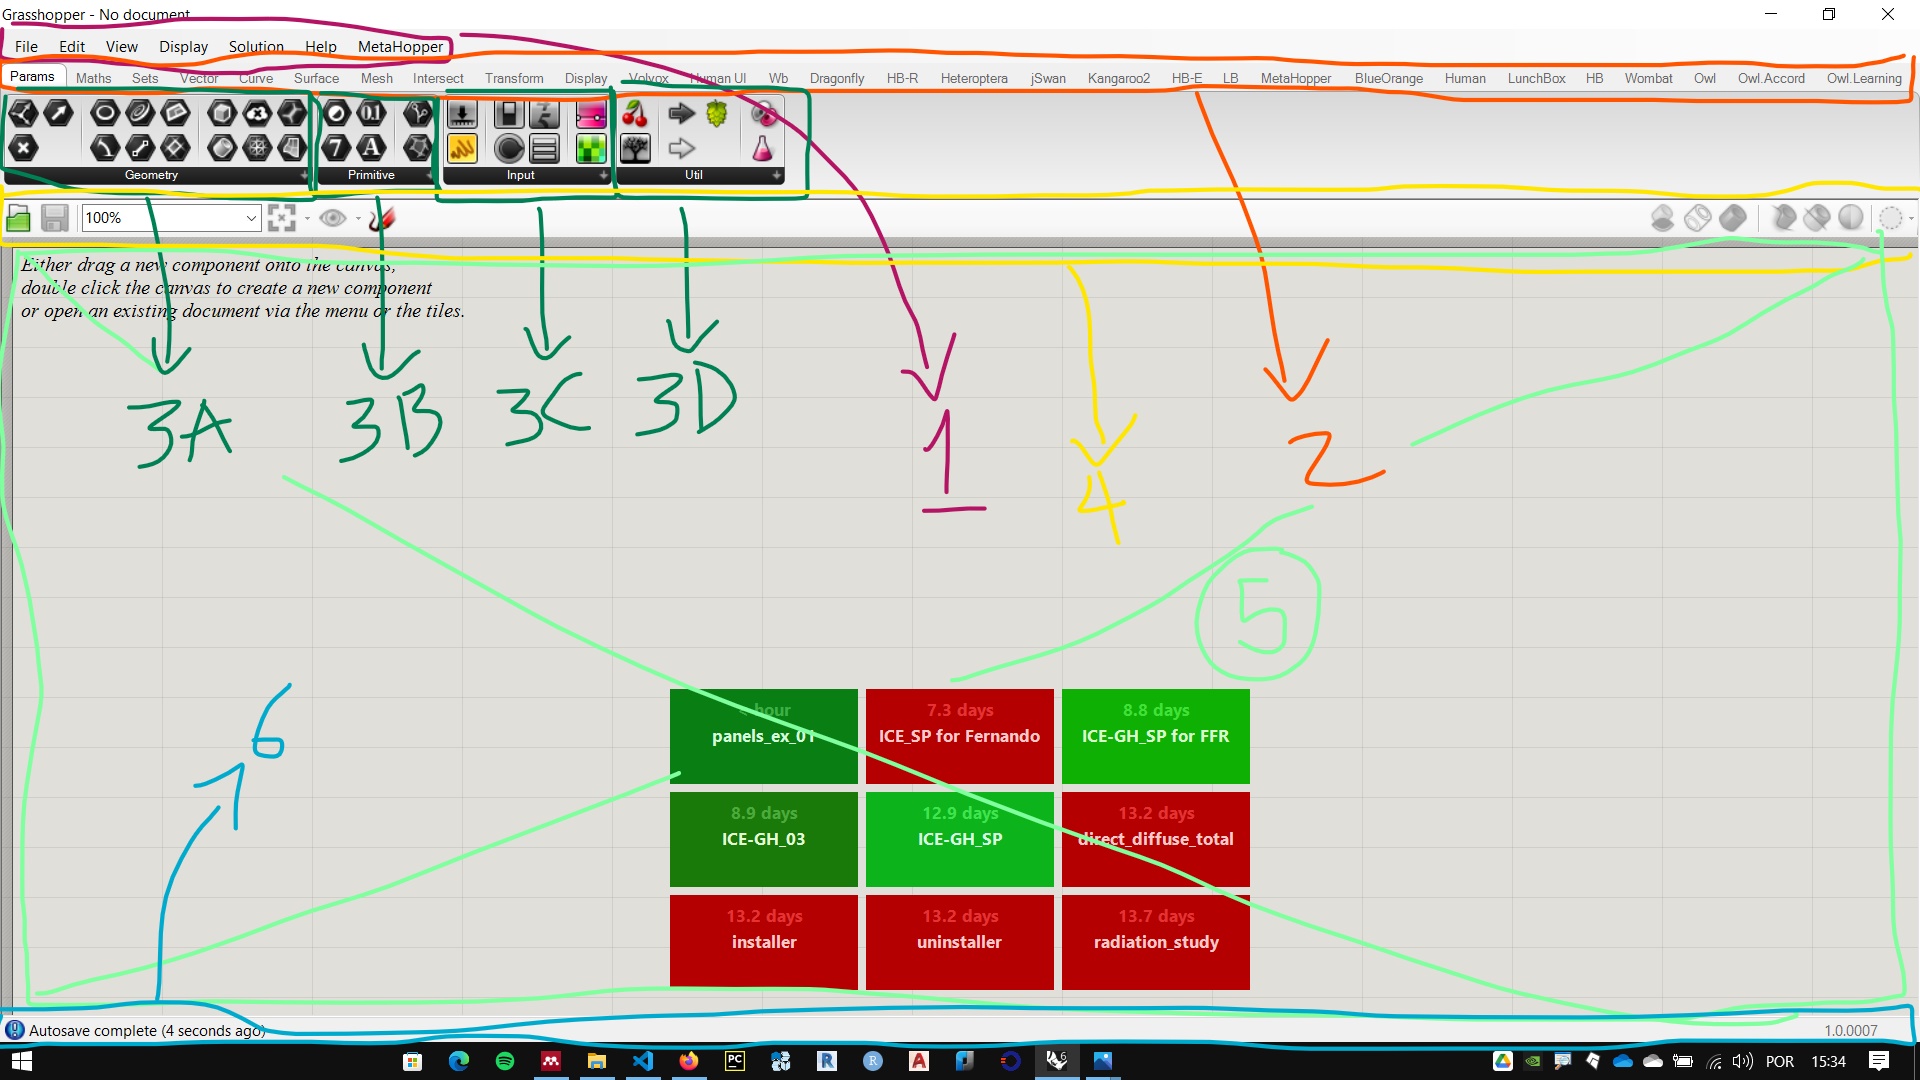 Grasshopper - No document
File Edit View Display Solution Help MetaHopper
Params Maths Sets Vector Curve Surface Mesh Intersect Transform Display Volvox Human UI Wb Dragonfly HB-R Heteroptera jSwan Kangaroo2 HB-E LB MetaHopper BlueOrange Human LunchBox HB Wombat Owl Owl.Accord Owl.Learning
0.1
7 A
Geometry Primitive Input Util
100%
Either drag a new component onto the canvas,
double click the canvas to create a new component
or open an existing document via the menu or the tiles.
3A 3B 3C 3D 1 4 2
5
6
< hour 7.3 days 8.8 days
panels_ex_01 ICE_SP for Fernando ICE-GH_SP for FFR
8.9 days 12.9 days 13.2 days
ICE-GH_03 ICE-GH_SP direct_diffuse_total
13.2 days 13.2 days 13.7 days
installer uninstaller radiation_study
Autosave complete (4 seconds ago) 1.0.0007
PC R R A 6 POR 15:34